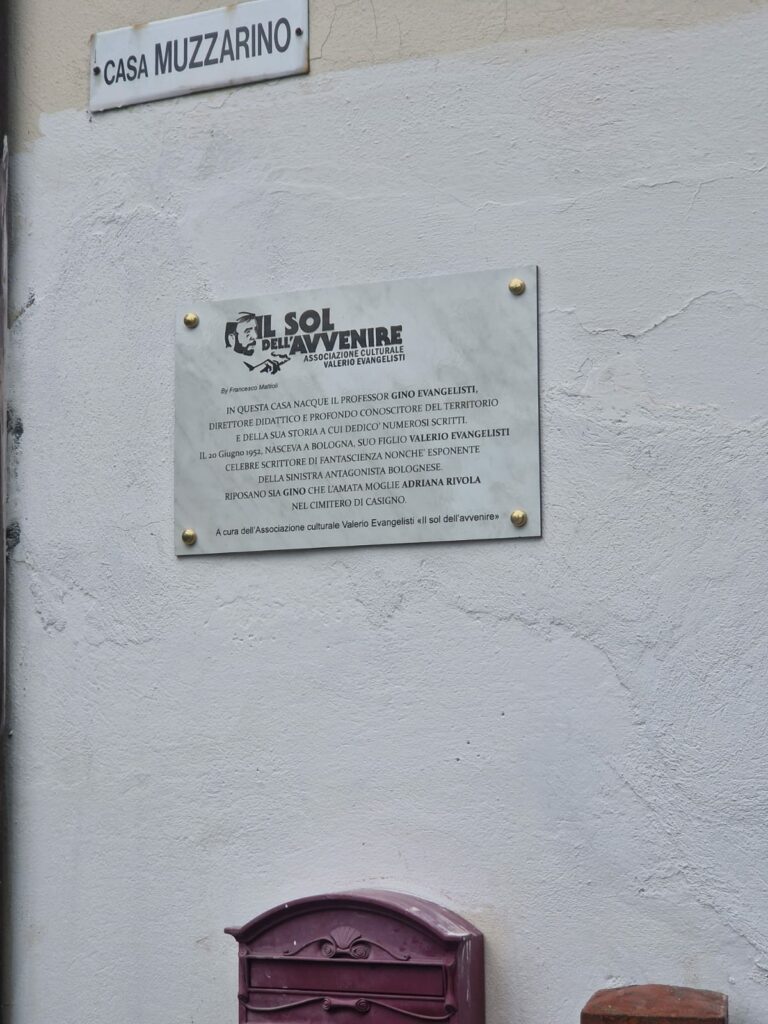 CASA MUZZARINO
IL SOL
DELL'AVVENIRE
ASSOCIAZIONE CULTURALE
VALERIO EVANGELISTI
By Francesco Mattioli
IN QUESTA CASA NACQUE IL PROFESSOR GINO EVANGELISTI,
DIRETTORE DIDATTICO E PROFONDO CONOSCITORE DEL TERRITORIO
E DELLA SUA STORIA A CUI DEDICO' NUMEROSI SCRITTI.
IL 20 Giugno 1952, NASCEVA A BOLOGNA, SUO FIGLIO VALERIO EVANGELISTI
CELEBRE SCRITTORE DI FANTASCIENZA NONCHE' ESPONENTE
DELLA SINISTRA ANTAGONISTA BOLOGNESE.
RIPOSANO SIA GINO CHE L'AMATA MOGLIE ADRIANA RIVOLA
NEL CIMITERO DI CASIGNO.
A cura dell'Associazione culturale Valerio Evangelisti «Il sol dell'avvenire»